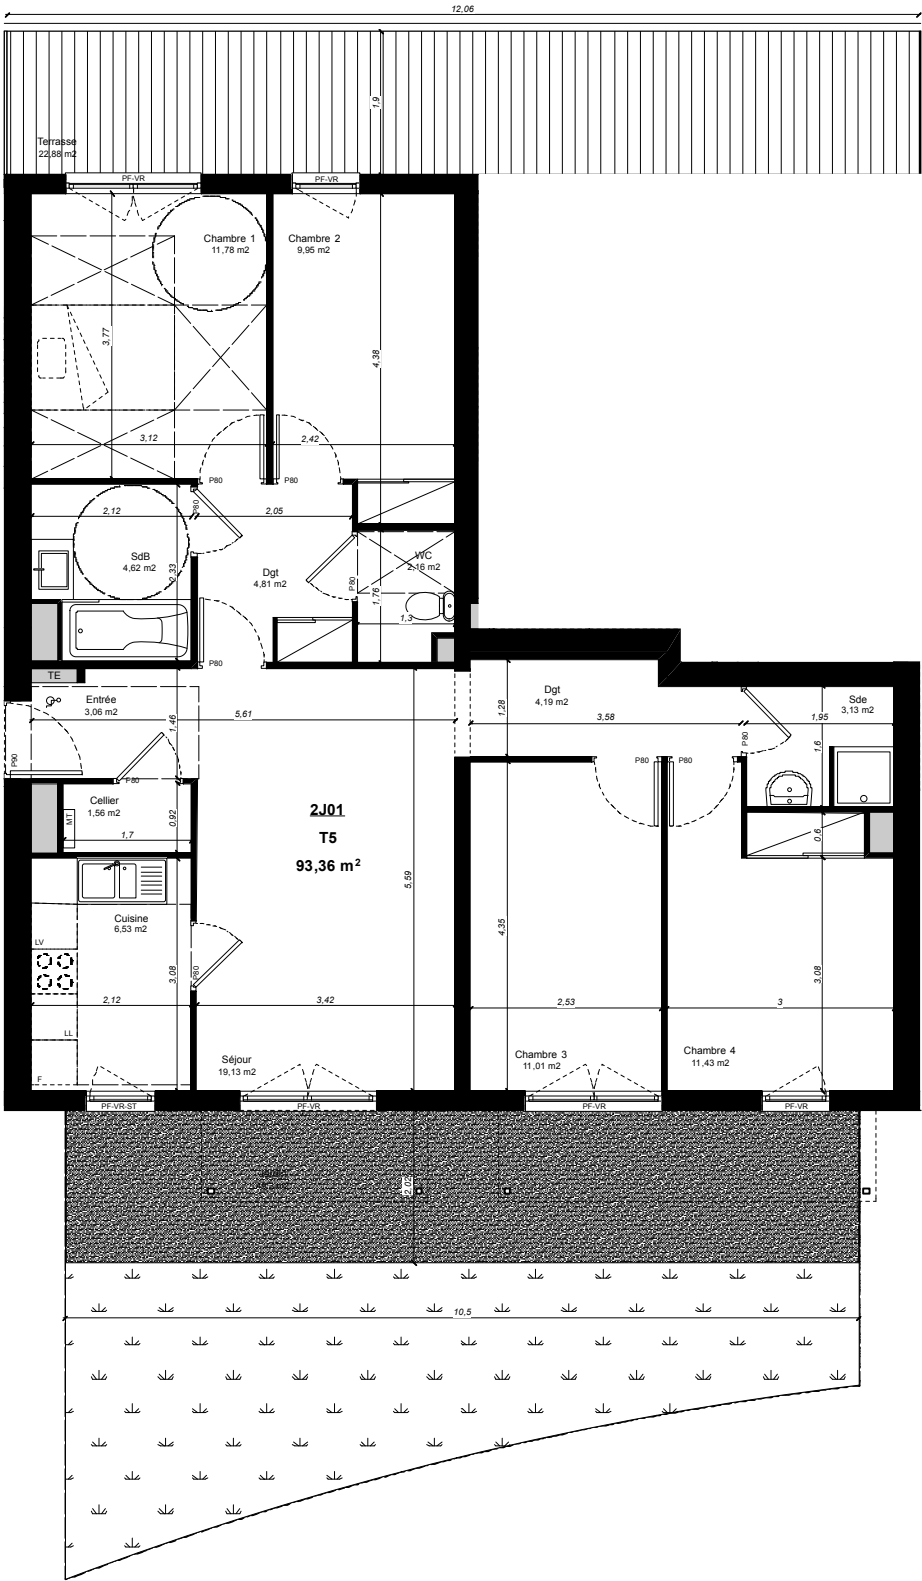 12,06
1,9
Terrasse
22,88 m2
PF-VR
PF-VR
Chambre 1
11,78 m2
Chambre 2
9,95 m2
3,77
4,38
3,12
2,42
P80
P80
2,12
P80
2,05
SdB
4,62 m2
2,33
Dgt
4,81 m2
WC
2,16 m2
P80
1,76
1,3
P80
TE
Entrée
3,06 m2
1,46
5,61
P90
P80
Dgt
4,19 m2
1,28
3,58
Sde
3,13 m2
1,95
P80
1,6
P80
P80
Cellier
1,56 m2
MT
1,7
0,92
2J01
T5
93,36 m²
0,6
5,59
Cuisine
6,53 m2
LV
3,08
P80
4,35
3,08
2,12
3,42
2,53
3
LL
F
Séjour
19,13 m2
Chambre 3
11,01 m2
Chambre 4
11,43 m2
PF-VR-ST
PF-VR
PF-VR
PF-VR
2,02
10,5